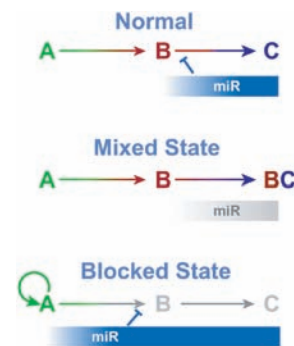 Normal
A B C
miR
Mixed State
A B BC
miR
Blocked State
A B C
miR